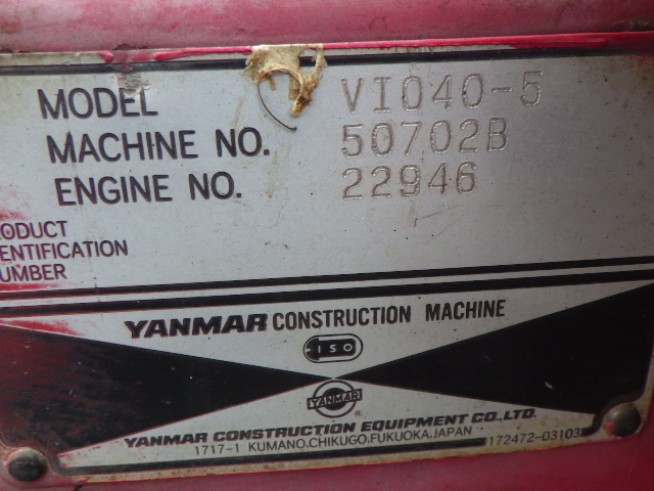 MODEL VIO40-5
MACHINE NO. 50702B
ENGINE NO. 22946
ODUCT
ENTIFICATION
UMBER
YANMAR CONSTRUCTION MACHINE
ISO
YANMAR
®
YANMAR CONSTRUCTION EQUIPMENT CO.,LTD.
1717-1 KUMANO,CHIKUGO,FUKUOKA,JAPAN 172472-03103